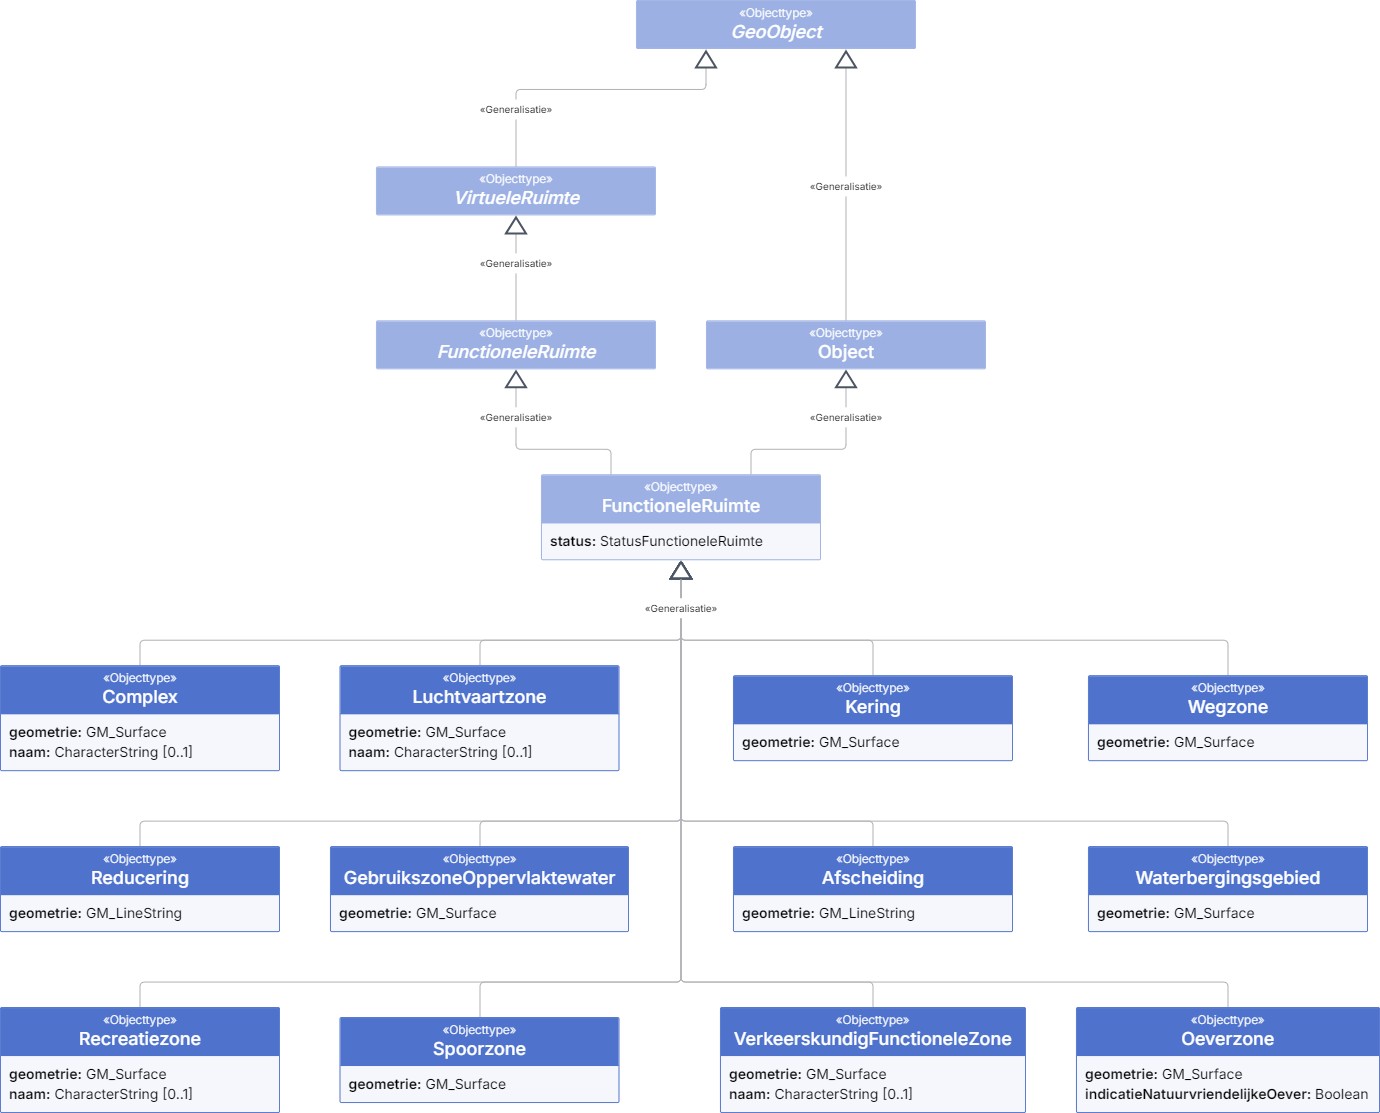 «Objecttype»
GeoObject
«Generalisatie»
«Generalisatie»
«Objecttype»
VirtueleRuimte
«Generalisatie»
«Objecttype»
FunctioneleRuimte
«Objecttype»
Object
«Generalisatie»
«Generalisatie»
«Objecttype»
FunctioneleRuimte
status: StatusFunctioneleRuimte
«Generalisatie»
«Objecttype»
Complex
geometrie: GM_Surface
naam: CharacterString [0..1]
«Objecttype»
Luchtvaartzone
geometrie: GM_Surface
naam: CharacterString [0..1]
«Objecttype»
Kering
geometrie: GM_Surface
«Objecttype»
Wegzone
geometrie: GM_Surface
«Objecttype»
Reducering
geometrie: GM_LineString
«Objecttype»
GebruikszoneOppervlaktewater
geometrie: GM_Surface
«Objecttype»
Afscheiding
geometrie: GM_LineString
«Objecttype»
Waterbergingsgebied
geometrie: GM_Surface
«Objecttype»
Recreatiezone
geometrie: GM_Surface
naam: CharacterString [0..1]
«Objecttype»
Spoorzone
geometrie: GM_Surface
«Objecttype»
VerkeerskundigFunctioneleZone
geometrie: GM_Surface
naam: CharacterString [0..1]
«Objecttype»
Oeverzone
geometrie: GM_Surface
indicatieNatuurvriendelijkeOever: Boolean